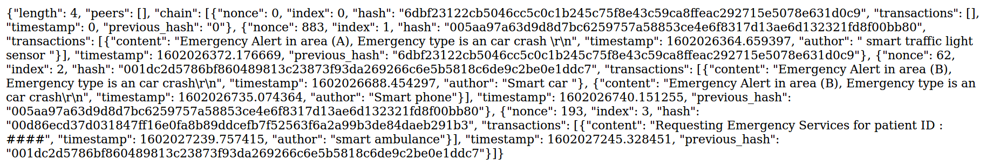 {"length": 4, "peers": [], "chain": [{"nonce": 0, "index": 0, "hash": "6dbf23122cb5046cc5c0c1b245c75f8e43c59ca8ffeac292715e5078e631d0c9", "transactions": [],
"timestamp": 0, "previous_hash": "0"}, {"nonce": 883, "index": 1, "hash": "005aa97a63d9d8d7bc6259757a58853ce4e6f8317d13ae6d132321fd8f00bb80",
"transactions": [{"content": "Emergency Alert in area (A), Emergency type is an car crash \r\n", "timestamp": 1602026364.659397, "author": " smart traffic light
sensor "}], "timestamp": 1602026372.176669, "previous_hash": "6dbf23122cb5046cc5c0c1b245c75f8e43c59ca8ffeac292715e5078e631d0c9"}, {"nonce": 62,
"index": 2, "hash": "001dc2d5786bf860489813c23873f93da269266c6e5b5818c6de9c2be0e1ddc7", "transactions": [{"content": "Emergency Alert in area (B),
Emergency type is an car crash\r\n", "timestamp": 1602026688.454297, "author": "Smart car "}, {"content": "Emergency Alert in area (B), Emergency type is an
car crash\r\n", "timestamp": 1602026735.074364, "author": "Smart phone"}], "timestamp": 1602026740.151255, "previous_hash":
"005aa97a63d9d8d7bc6259757a58853ce4e6f8317d13ae6d132321fd8f00bb80"}, {"nonce": 193, "index": 3, "hash":
"00d86ecd37d031847ff16e0fa8b89ddcefb7f52563f6a2a99b3de84daeb291b3", "transactions": [{"content": "Requesting Emergency Services for patient ID :
####", "timestamp": 1602027239.757415, "author": "smart ambulance"}], "timestamp": 1602027245.328451, "previous_hash":
"001dc2d5786bf860489813c23873f93da269266c6e5b5818c6de9c2be0e1ddc7"}]}